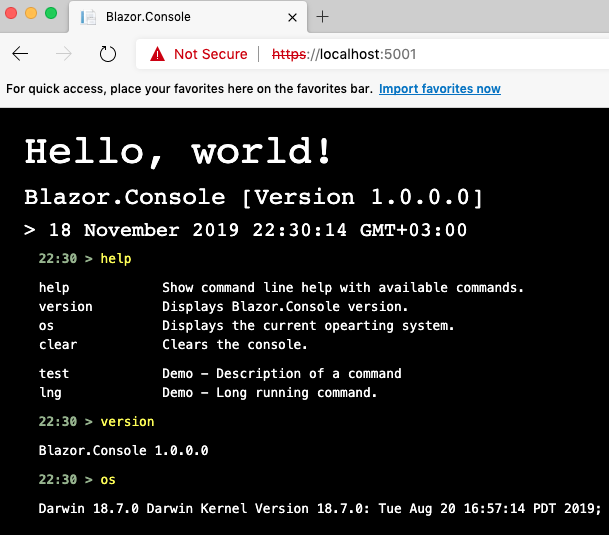 Blazor.Console
Not Secure https://localhost:5001
For quick access, place your favorites here on the favorites bar. Import favorites now
Hello, world!
Blazor.Console [Version 1.0.0.0]
> 18 November 2019 22:30:14 GMT+03:00
22:30 > help
help Show command line help with available commands.
version Displays Blazor.Console version.
os Displays the current opearting system.
clear Clears the console.
test Demo – Description of a command
lng Demo – Long running command.
22:30 > version
Blazor.Console 1.0.0.0
22:30 > os
Darwin 18.7.0 Darwin Kernel Version 18.7.0: Tue Aug 20 16:57:14 PDT 2019;